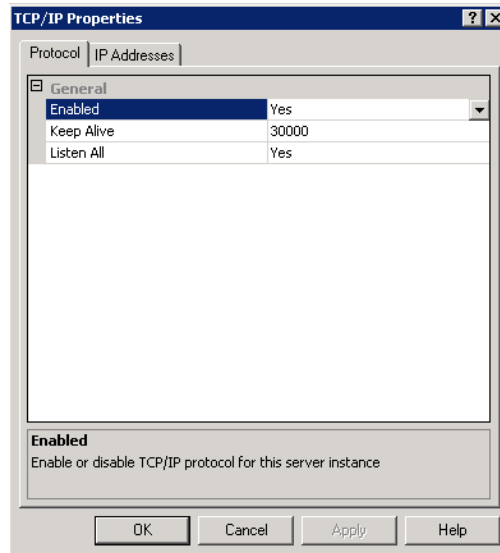 TCP/IP Properties
Protocol IP Addresses
General
Enabled Yes
Keep Alive 30000
Listen All Yes
Enabled
Enable or disable TCP/IP protocol for this server instance
OK Cancel Apply Help